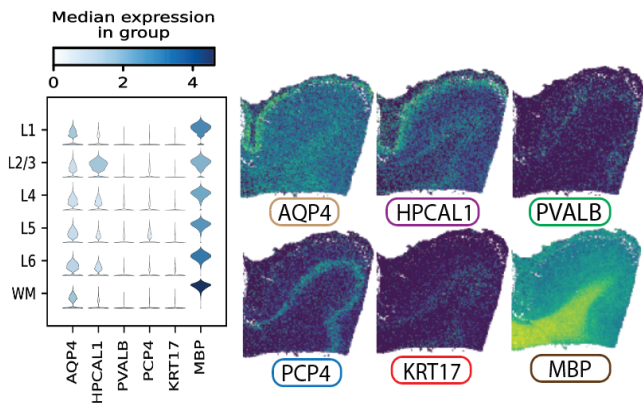 Median expression
in group
0 2 4
L1
L2/3
L4
L5
L6
WM
AQP4
HPCAL1
PVALB
PCP4
KRT17
MBP
AQP4 HPCAL1 PVALB
PCP4 KRT17 MBP